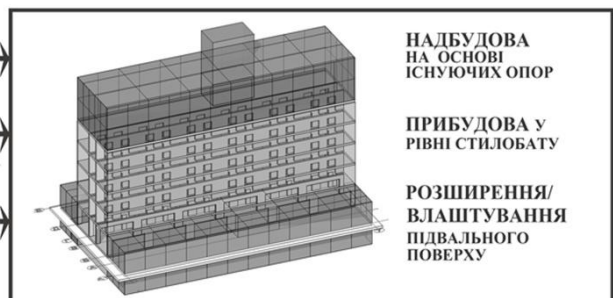 НАДБУДОВА
НА ОСНОВІ
ІСНУЮЧИХ ОПОР
ПРИБУДОВА У
РІВНІ СТИЛОБАТУ
РОЗШИРЕННЯ/
ВЛАШТУВАННЯ
ПІДВАЛЬНОГО
ПОВЕРХУ